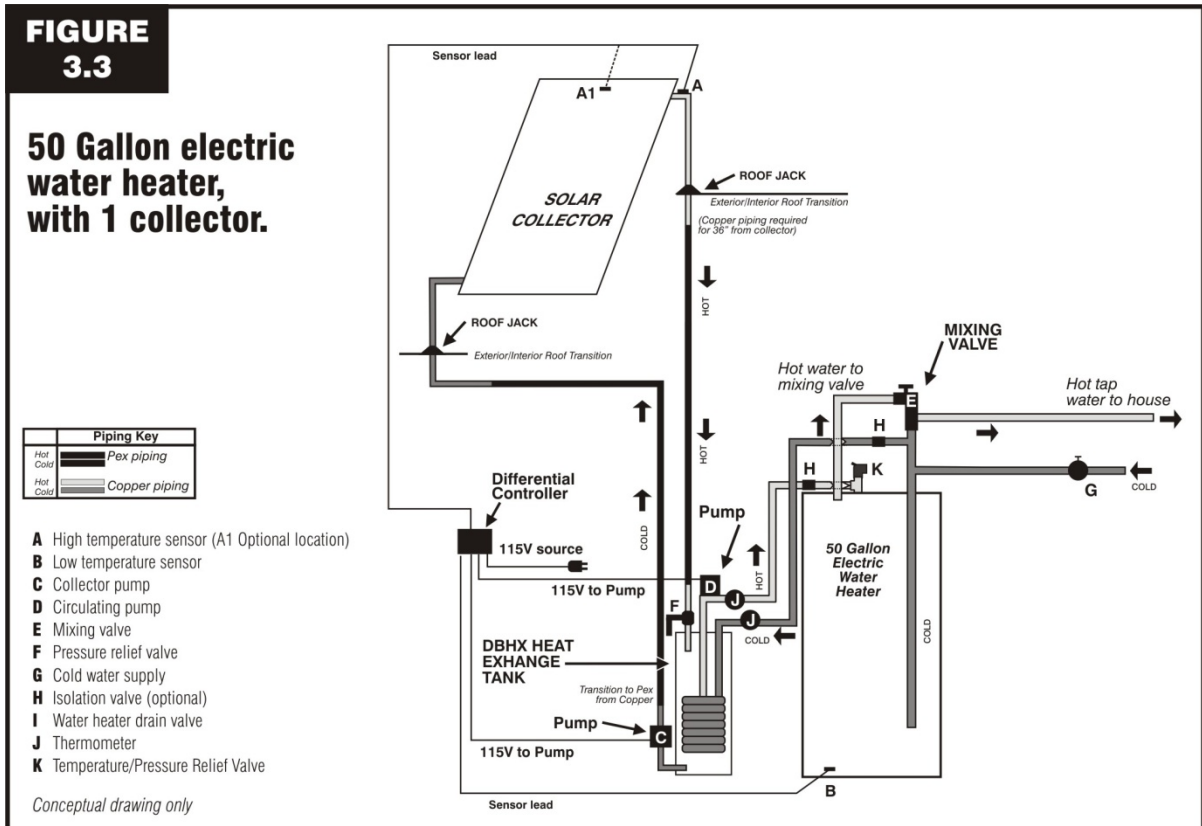 FIGURE
3.3
50 Gallon electric
water heater,
with 1 collector.
Sensor lead
A1
A
ROOF JACK
Exterior/Interior Roof Transition
(Copper piping required
for 36" from collector)
SOLAR
COLLECTOR
HOT
ROOF JACK
Exterior/Interior Roof Transition
MIXING
VALVE
Hot water to
mixing valve
E
Hot tap
water to house
H
HOT
Piping Key
Hot
Cold
Pex piping
Hot
Cold
Copper piping
K
H
G
COLD
Differential
Controller
Pump
115V source
COLD
HOT
50 Gallon
Electric
Water
Heater
115V to Pump
D
J
F
J
COLD
COLD
DBHX HEAT
EXHANGE
TANK
Transition to Pex
from Copper
Pump
C
115V to Pump
B
Sensor lead
A High temperature sensor (A1 Optional location)
B Low temperature sensor
C Collector pump
D Circulating pump
E Mixing valve
F Pressure relief valve
G Cold water supply
H Isolation valve (optional)
I Water heater drain valve
J Thermometer
K Temperature/Pressure Relief Valve
Conceptual drawing only